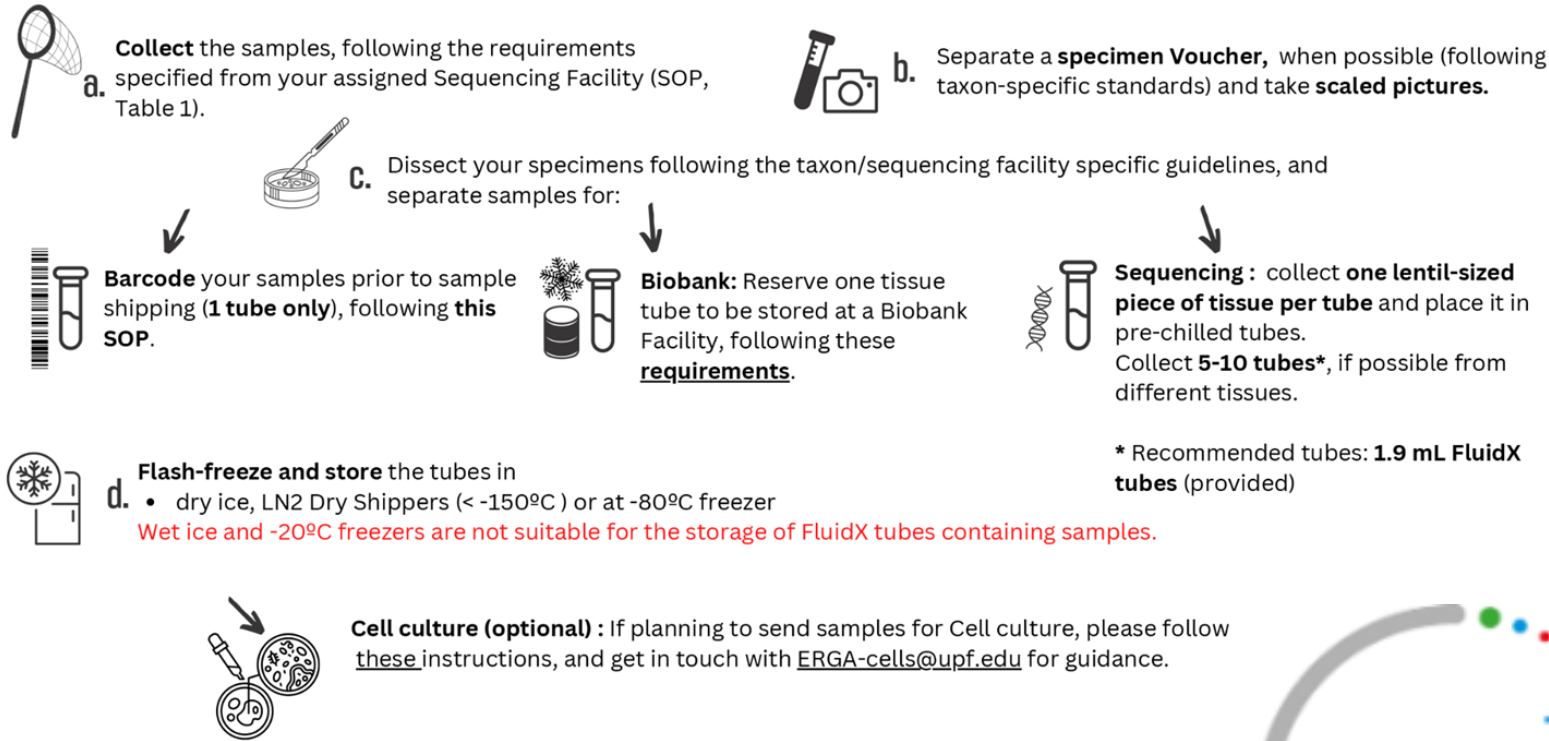 Collect the samples, following the requirements
a. specified from your assigned Sequencing Facility (SOP,
Table 1).
b. Separate a specimen Voucher, when possible (following
taxon-specific standards) and take scaled pictures.
c. Dissect your specimens following the taxon/sequencing facility specific guidelines, and
separate samples for:
Barcode your samples prior to sample
shipping (1 tube only), following this
SOP.
Biobank: Reserve one tissue
tube to be stored at a Biobank
Facility, following these
requirements.
Sequencing : collect one lentil-sized
piece of tissue per tube and place it in
pre-chilled tubes.
Collect 5-10 tubes*, if possible from
different tissues.
* Recommended tubes: 1.9 mL FluidX
tubes (provided)
Flash-freeze and store the tubes in
d. • dry ice, LN2 Dry Shippers (< -150ºC ) or at -80ºC freezer
Wet ice and -20ºC freezers are not suitable for the storage of FluidX tubes containing samples.
Cell culture (optional) : If planning to send samples for Cell culture, please follow
these instructions, and get in touch with ERGA-cells@upf.edu for guidance.